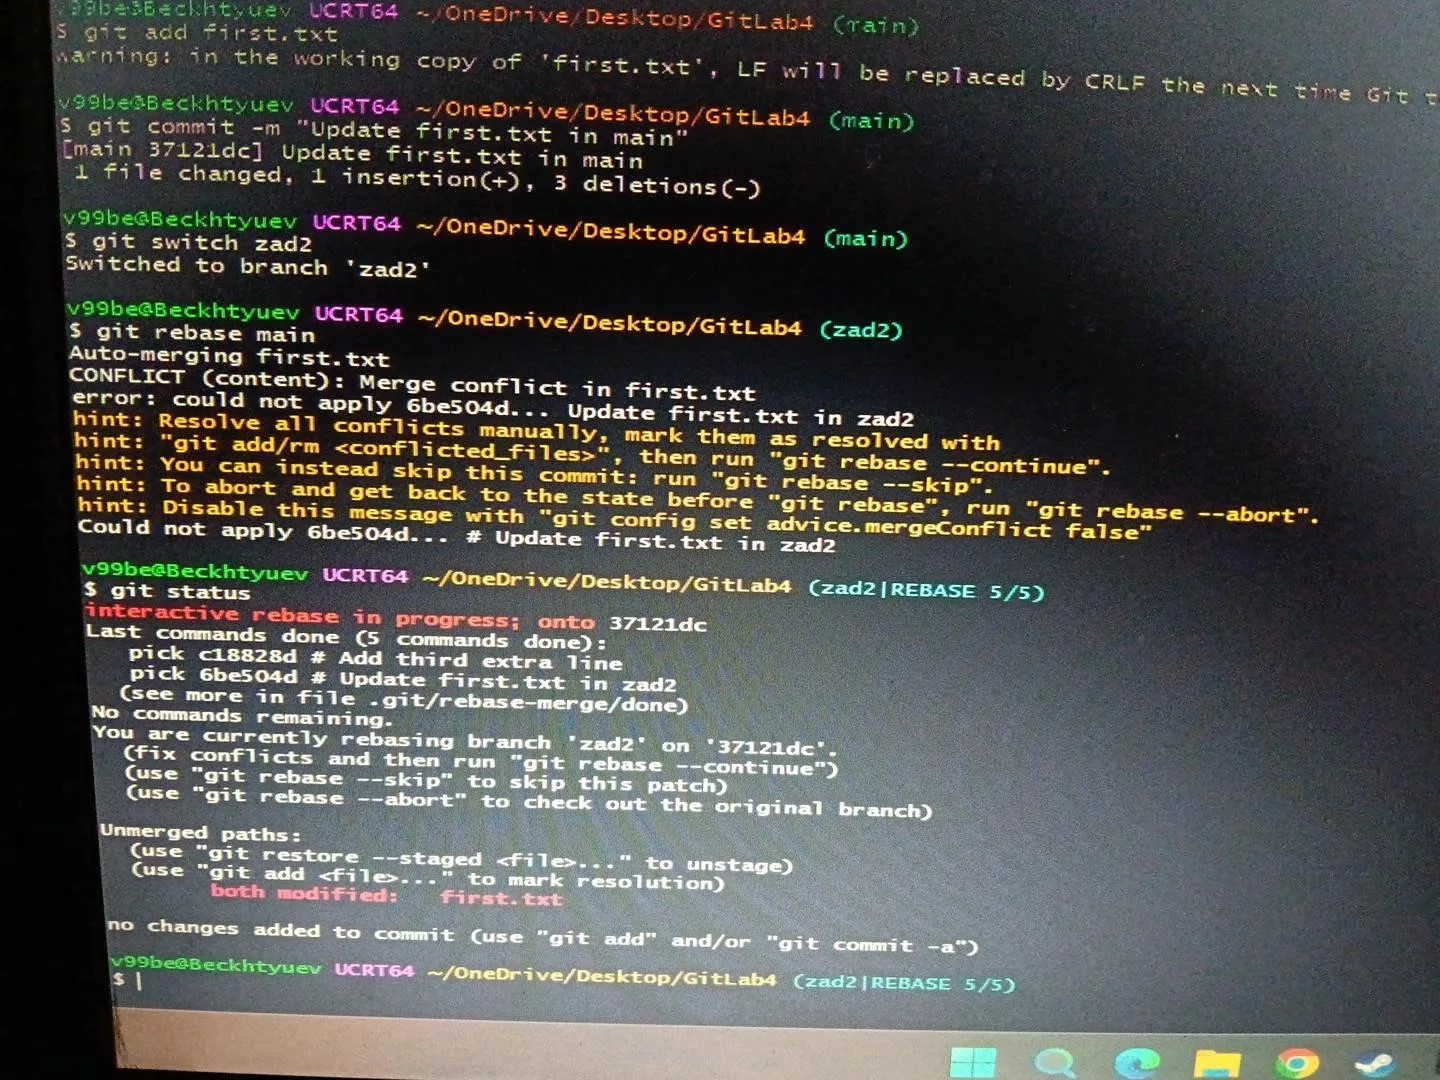 v99be@Beckhtyuev UCRT64 ~/OneDrive/Desktop/GitLab4 (main)
$ git add first.txt
warning: in the working copy of 'first.txt', LF will be replaced by CRLF the next time Git t
v99be@Beckhtyuev UCRT64 ~/OneDrive/Desktop/GitLab4 (main)
$ git commit -m "Update first.txt in main"
[main 37121dc] Update first.txt in main
1 file changed, 1 insertion(+), 3 deletions(-)
v99be@Beckhtyuev UCRT64 ~/OneDrive/Desktop/GitLab4 (main)
$ git switch zad2
Switched to branch 'zad2'
v99be@Beckhtyuev UCRT64 ~/OneDrive/Desktop/GitLab4 (zad2)
$ git rebase main
Auto-merging first.txt
CONFLICT (content): Merge conflict in first.txt
error: could not apply 6be504d... Update first.txt in zad2
hint: Resolve all conflicts manually, mark them as resolved with
hint: "git add/rm <conflicted_files>", then run "git rebase --continue".
hint: You can instead skip this commit: run "git rebase --skip".
hint: To abort and get back to the state before "git rebase", run "git rebase --abort".
hint: Disable this message with "git config set advice.mergeConflict false"
Could not apply 6be504d... # Update first.txt in zad2
v99be@Beckhtyuev UCRT64 ~/OneDrive/Desktop/GitLab4 (zad2|REBASE 5/5)
$ git status
interactive rebase in progress; onto 37121dc
Last commands done (5 commands done):
pick c18828d # Add third extra line
pick 6be504d # Update first.txt in zad2
(see more in file .git/rebase-merge/done)
No commands remaining.
You are currently rebasing branch 'zad2' on '37121dc'.
(fix conflicts and then run "git rebase --continue")
(use "git rebase --skip" to skip this patch)
(use "git rebase --abort" to check out the original branch)
Unmerged paths:
(use "git restore --staged <file>..." to unstage)
(use "git add <file>..." to mark resolution)
both modified: first.txt
no changes added to commit (use "git add" and/or "git commit -a")
v99be@Beckhtyuev UCRT64 ~/OneDrive/Desktop/GitLab4 (zad2|REBASE 5/5)
$